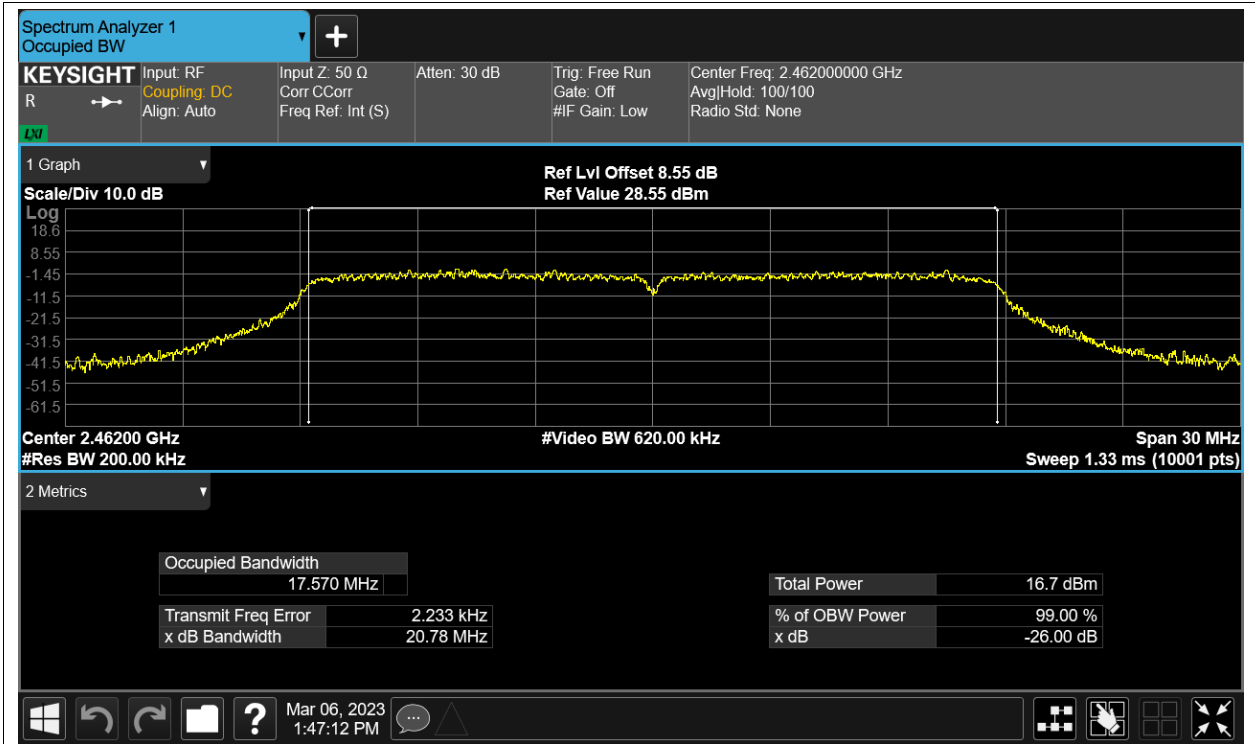 Spectrum Analyzer 1
Occupied BW
KEYSIGHT
R
LXI
Input: RF
Coupling: DC
Align: Auto
Input Z: 50 Ω
Corr CCorr
Freq Ref: Int (S)
Atten: 30 dB
Trig: Free Run
Gate: Off
#IF Gain: Low
Center Freq: 2.462000000 GHz
Avg|Hold: 100/100
Radio Std: None
1 Graph
Scale/Div 10.0 dB
Ref Lvl Offset 8.55 dB
Ref Value 28.55 dBm
Log
18.6
8.55
-1.45
-11.5
-21.5
-31.5
-41.5
-51.5
-61.5
Center 2.46200 GHz
#Video BW 620.00 kHz
Span 30 MHz
#Res BW 200.00 kHz
Sweep 1.33 ms (10001 pts)
2 Metrics
Occupied Bandwidth
17.570 MHz
Transmit Freq Error 2.233 kHz
x dB Bandwidth 20.78 MHz
Total Power 16.7 dBm
% of OBW Power 99.00 %
x dB -26.00 dB
?
Mar 06, 2023
1:47:12 PM